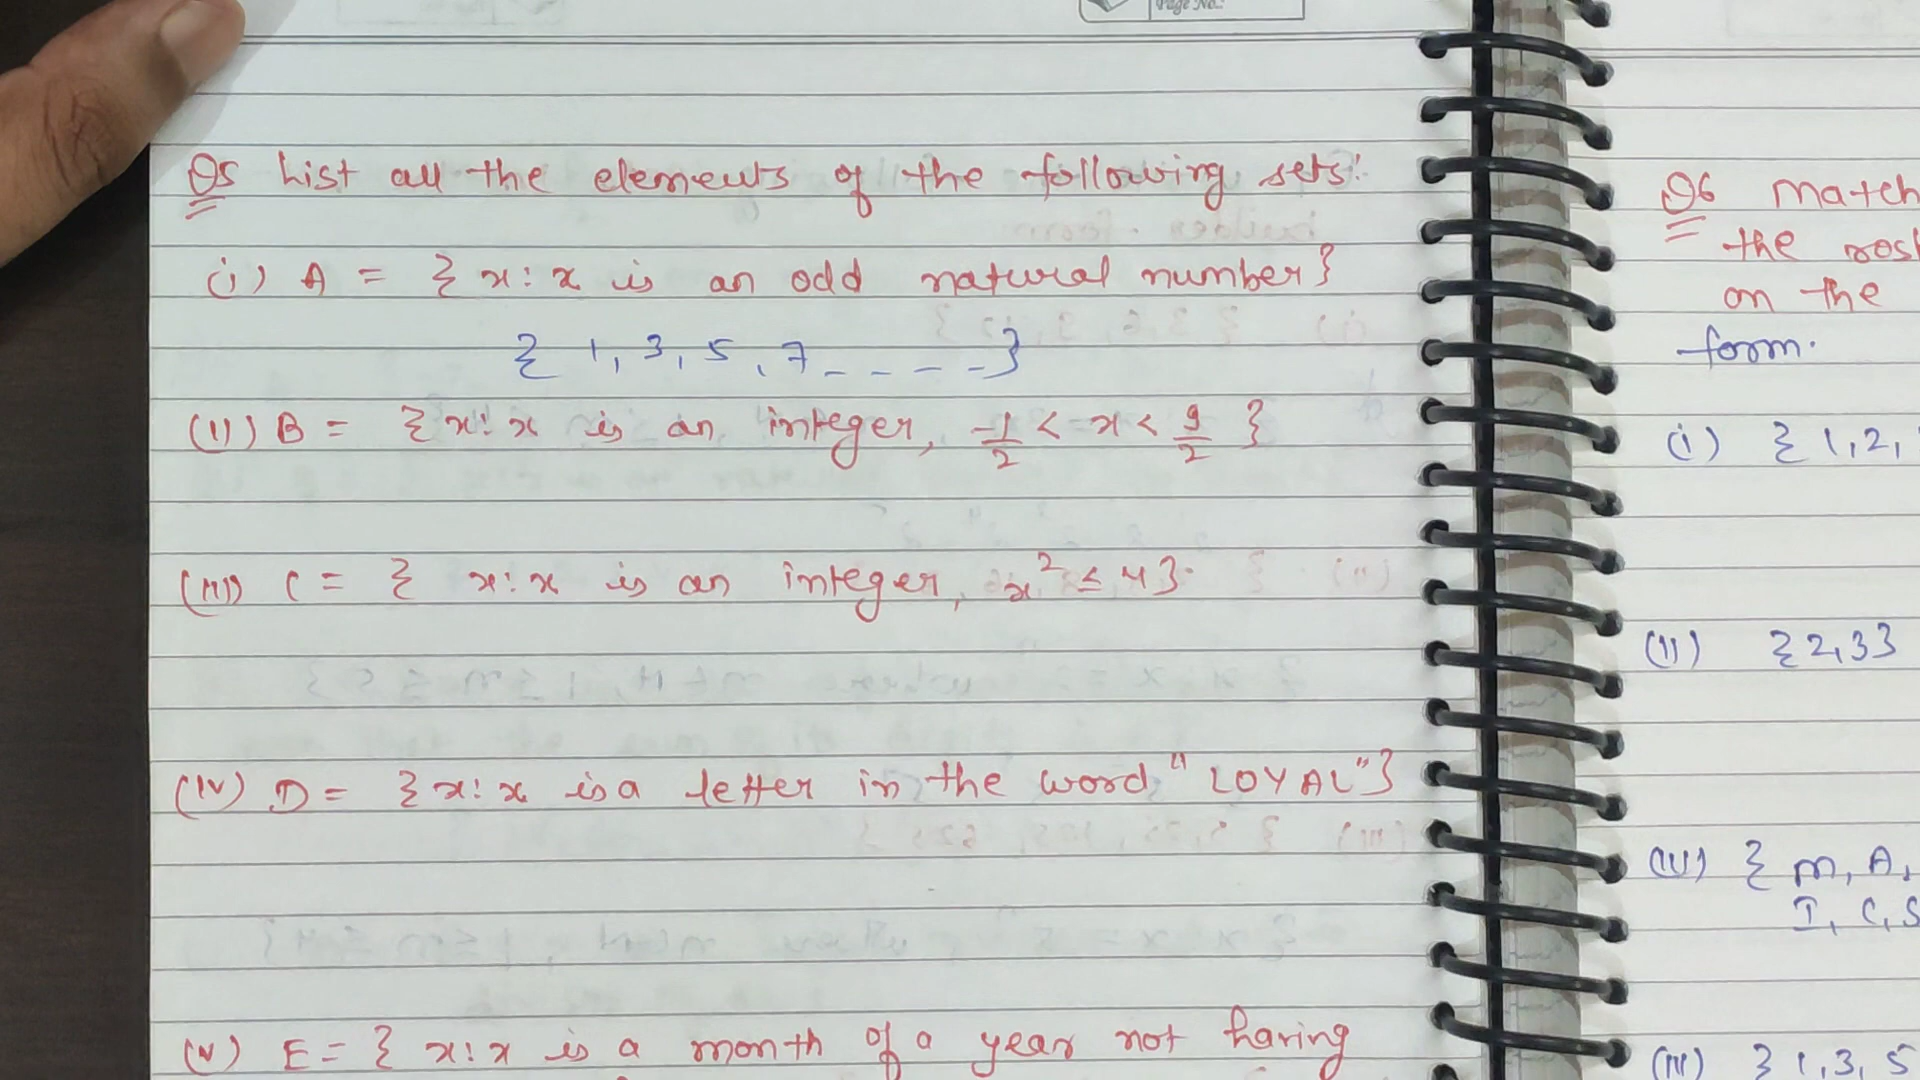 Page No.:
Q5 List all the elements of the following sets:
(i) A = { x : x is an odd natural number}
{ 1, 3, 5, 7 - - - - -}
(ii) B = {x : x is an integer, -1/2 < x < 9/2 }
(iii) C = { x : x is an integer, x² ≤ 4}.
(iv) D = {x : x is a letter in the word "LOYAL"}
(v) E = { x : x is a month of a year not having
Q6 Match
the
on the
form.
(i) { 1, 2,
(ii) {2, 3}
(iv) { M, A,
I, C, S
(iii) { 1, 3, 5